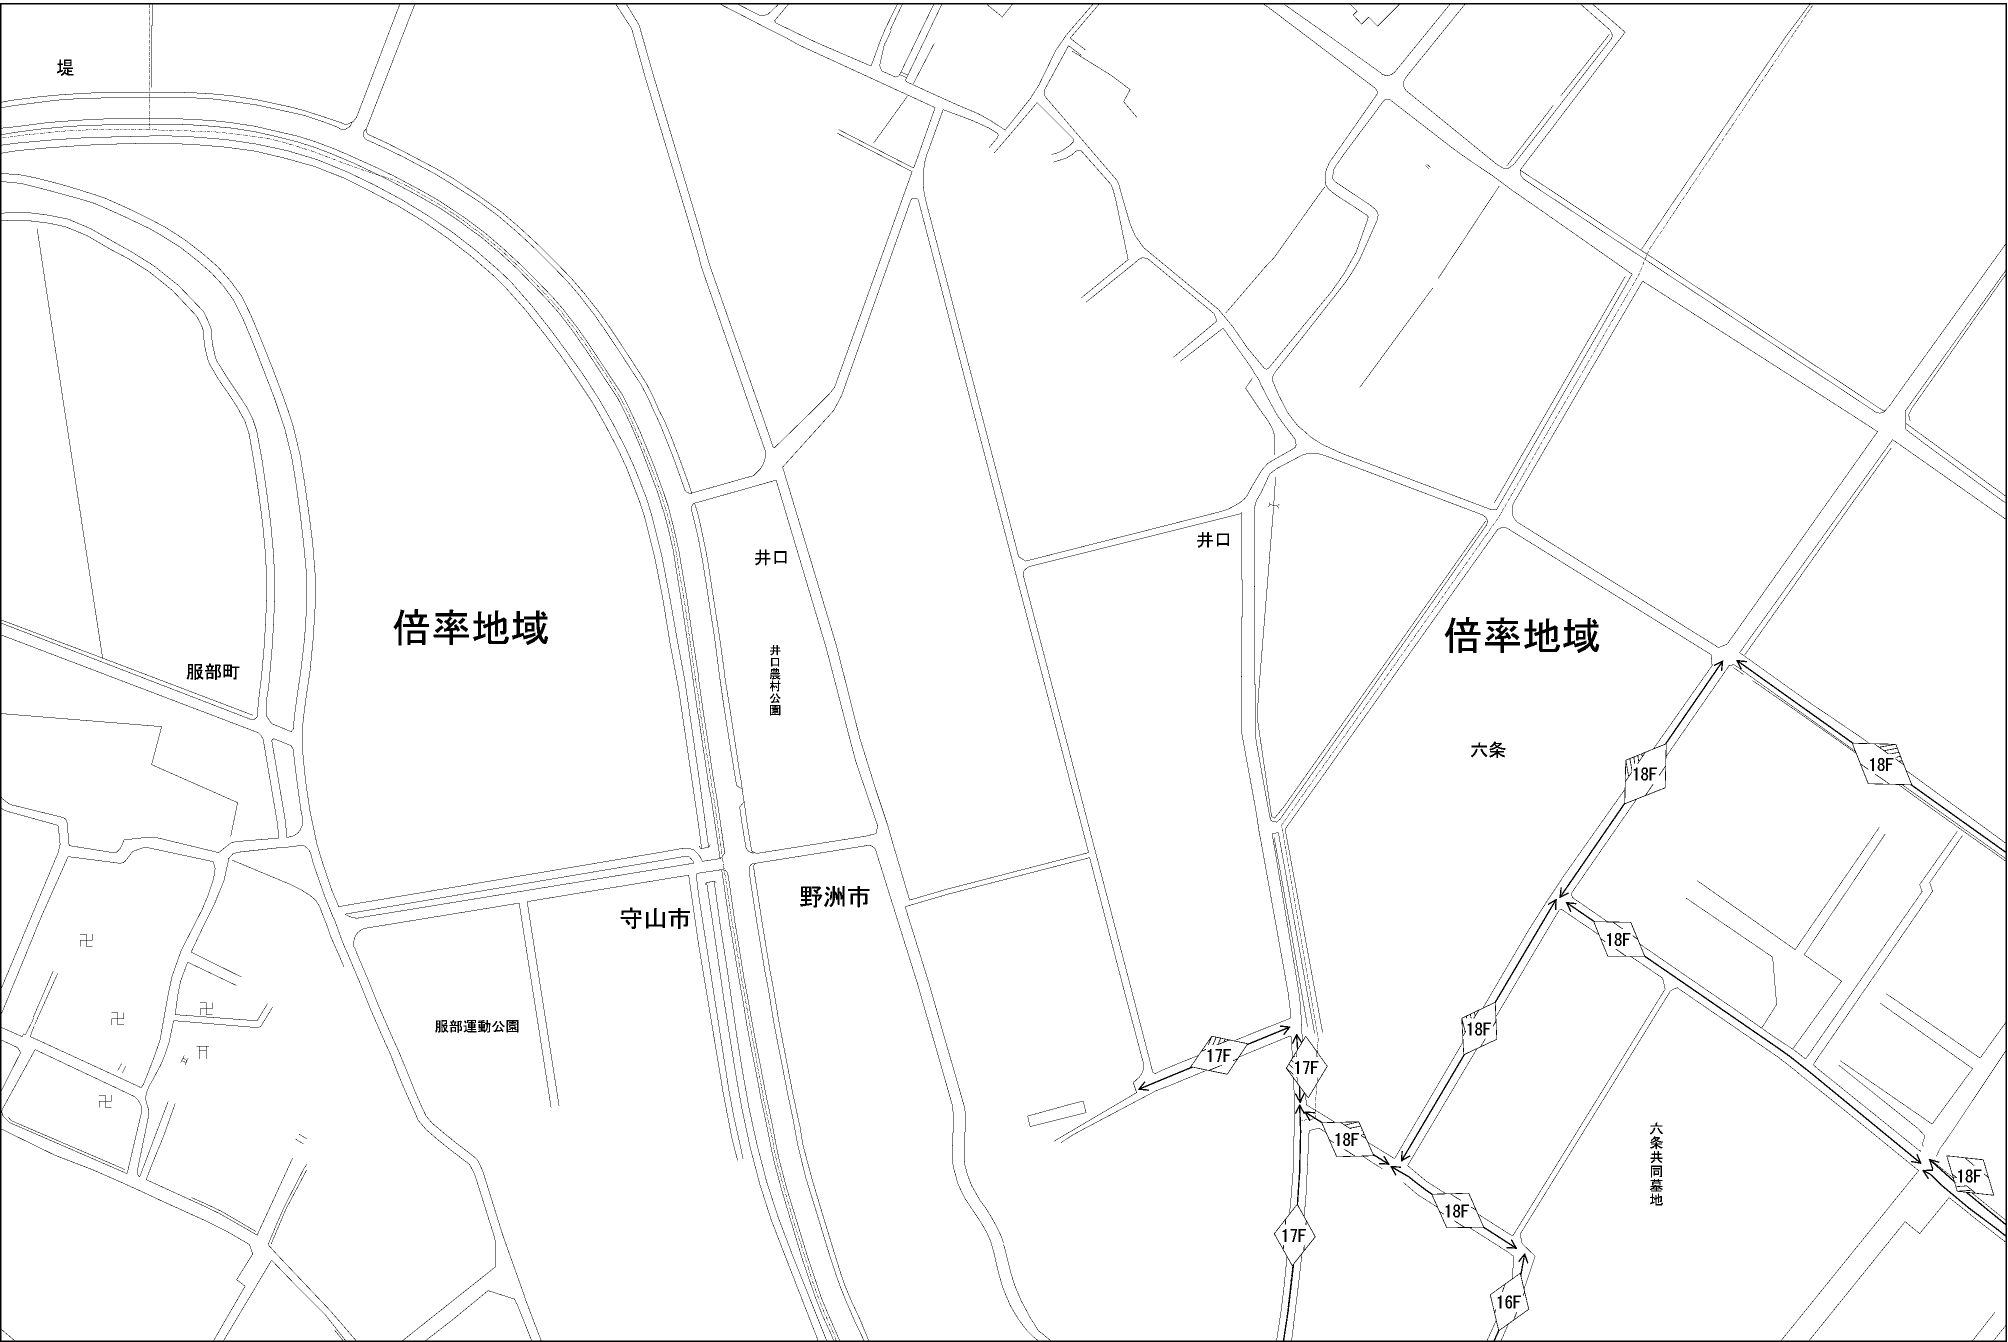 堤
井口
井口
倍率地域
倍率地域
井口農村公園
服部町
六条
18F
18F
野洲市
守山市
18F
服部運動公園
18F
17F
17F
18F
六条共同墓地
18F
18F
17F
16F